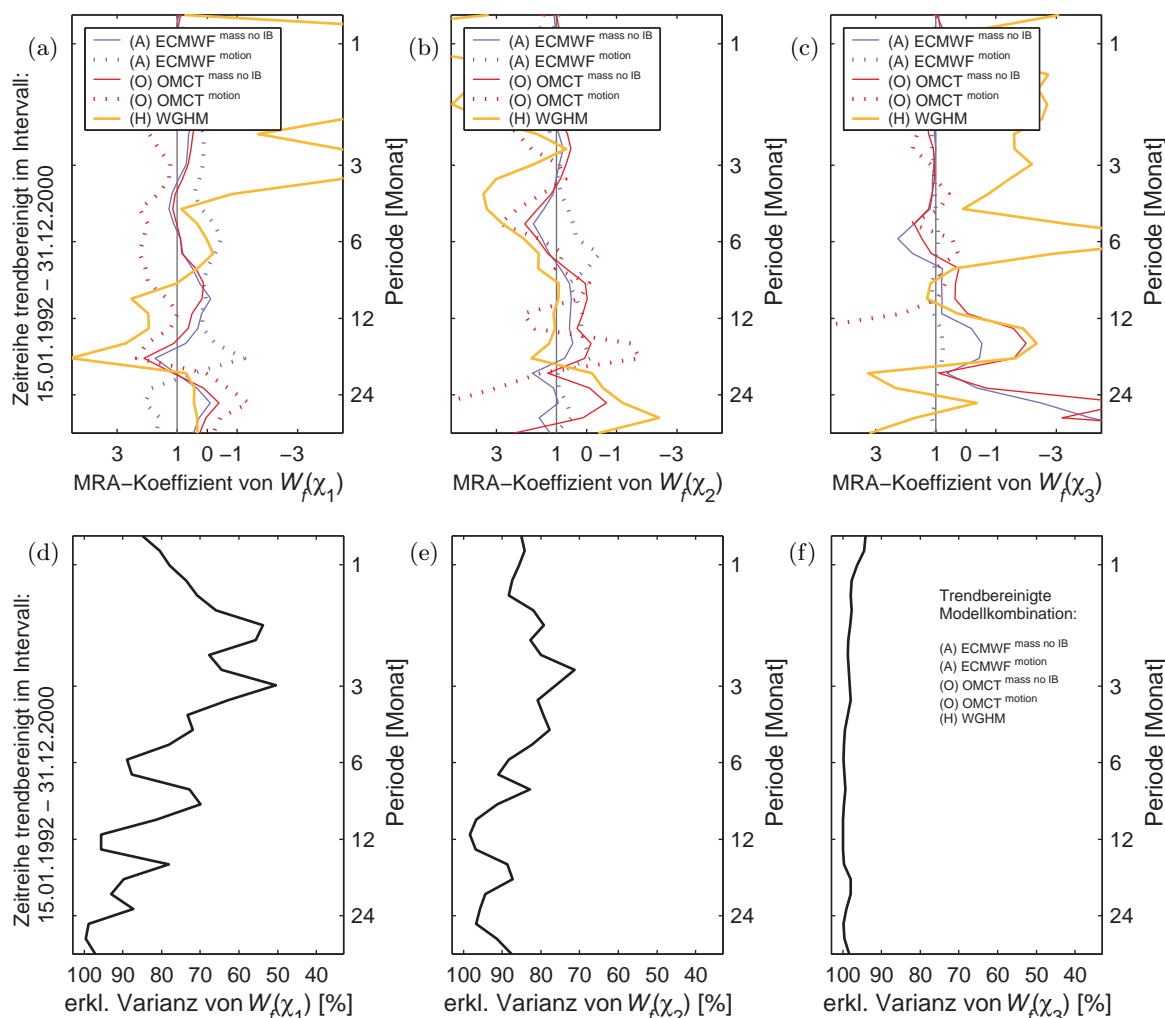 (a)
(A) ECMWF mass no IB
(A) ECMWF motion
(O) OMCT mass no IB
(O) OMCT motion
(H) WGHM
1
3
6
12
24
Periode [Monat]
Zeitreihe trendbereinigt im Intervall:
15.01.1992 − 31.12.2000
3 1 0 −1 −3
MRA−Koeffizient von Wf(χ1)
(b)
(A) ECMWF mass no IB
(A) ECMWF motion
(O) OMCT mass no IB
(O) OMCT motion
(H) WGHM
1
3
6
12
24
Periode [Monat]
3 1 0 −1 −3
MRA−Koeffizient von Wf(χ2)
(c)
(A) ECMWF mass no IB
(A) ECMWF motion
(O) OMCT mass no IB
(O) OMCT motion
(H) WGHM
1
3
6
12
24
Periode [Monat]
3 1 0 −1 −3
MRA−Koeffizient von Wf(χ3)
(d)
1
3
6
12
24
Periode [Monat]
Zeitreihe trendbereinigt im Intervall:
15.01.1992 − 31.12.2000
100 90 80 70 60 50 40
erkl. Varianz von Wf(χ1) [%]
(e)
1
3
6
12
24
Periode [Monat]
100 90 80 70 60 50 40
erkl. Varianz von Wf(χ2) [%]
(f)
Trendbereinigte
Modellkombination:
(A) ECMWF mass no IB
(A) ECMWF motion
(O) OMCT mass no IB
(O) OMCT motion
(H) WGHM
1
3
6
12
24
Periode [Monat]
100 90 80 70 60 50 40
erkl. Varianz von Wf(χ3) [%]